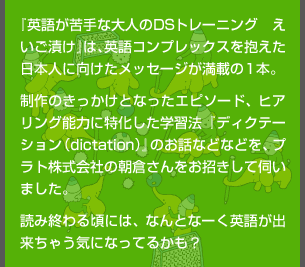 『英語が苦手な大人のDSトレーニング　え
いご漬け』は、英語コンプレックスを抱えた
日本人に向けたメッセージが満載の１本。
制作のきっかけとなったエピソード、ヒア
リング能力に特化した学習法『ディクテー
ション（dictation）』のお話などなどを、プ
ラト株式会社の朝倉さんをお招きして伺い
ました。
読み終わる頃には、なんとなーく英語が出
来ちゃう気になってるかも？